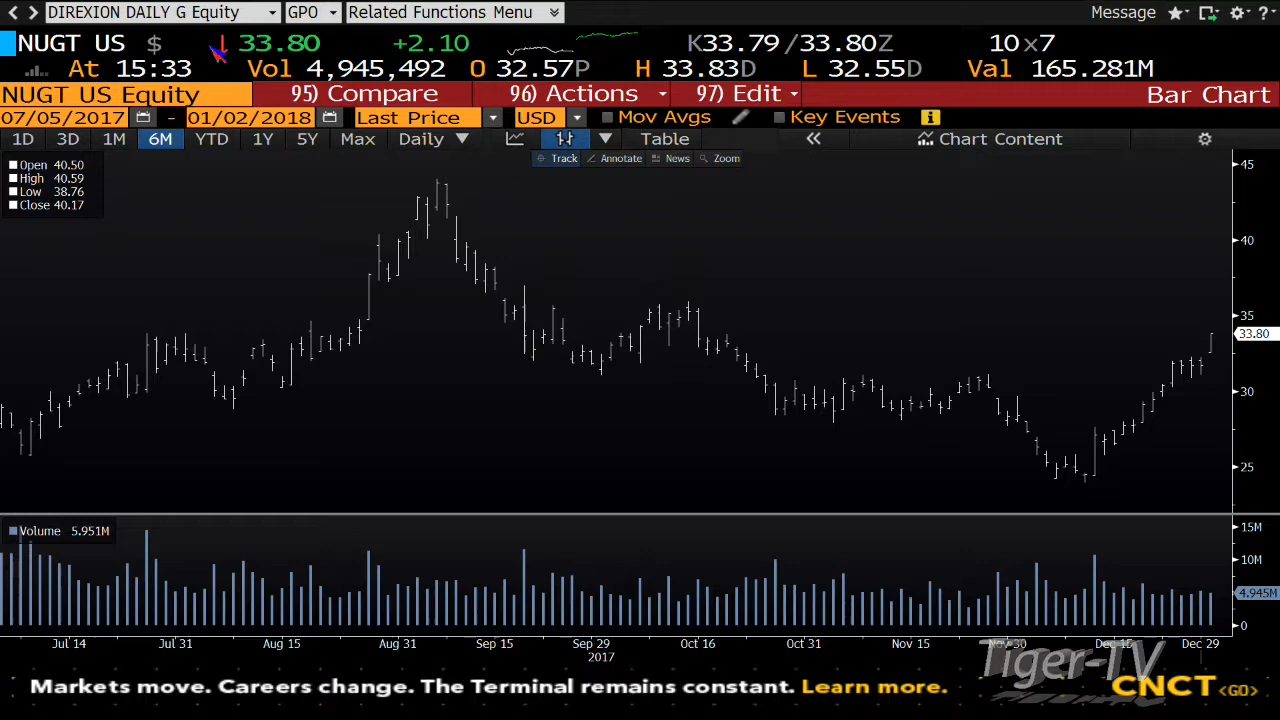 DIREXION DAILY G Equity GPO Related Functions Menu Message ?
NUGT US $ ↓ 33.80 +2.10 K33.79 /33.80Z 10 x7
At 15:33 Vol 4,945,492 O 32.57P H 33.83D L 32.55D Val 165.281M
NUGT US Equity 95) Compare 96) Actions 97) Edit Bar Chart
07/05/2017 - 01/02/2018 Last Price USD Mov Avgs Key Events
1D 3D 1M 6M YTD 1Y 5Y Max Daily Table « Chart Content
Track Annotate News Zoom
Open 40.50
High 40.59
Low 38.76
Close 40.17
45
40
35
33.80
30
25
Volume 5.951M
15M
10M
4.945M
0
Jul 14 Jul 31 Aug 15 Aug 31 Sep 15 Sep 29 Oct 16 Oct 31 Nov 15 Nov 30 Dec 15 Dec 29
2017
Tiger-TV
Markets move. Careers change. The Terminal remains constant. Learn more. CNCT <GO>